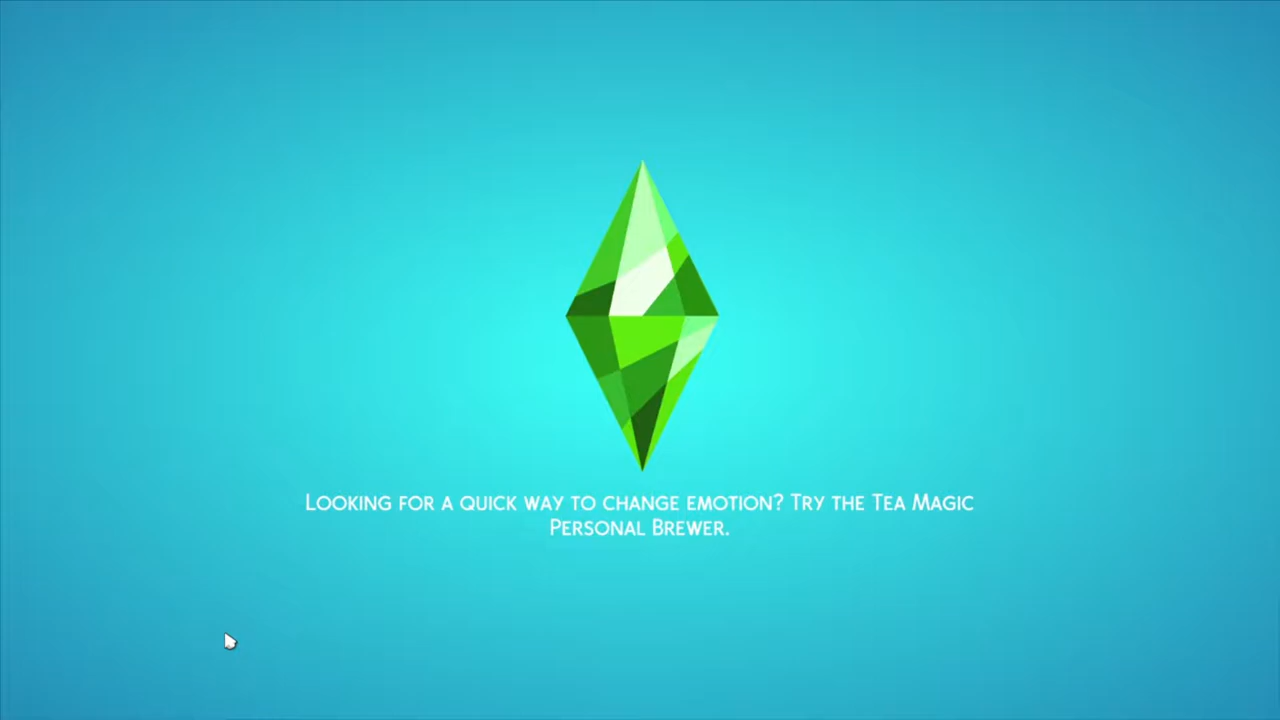 Looking for a quick way to change emotion? Try the Tea Magic
Personal Brewer.